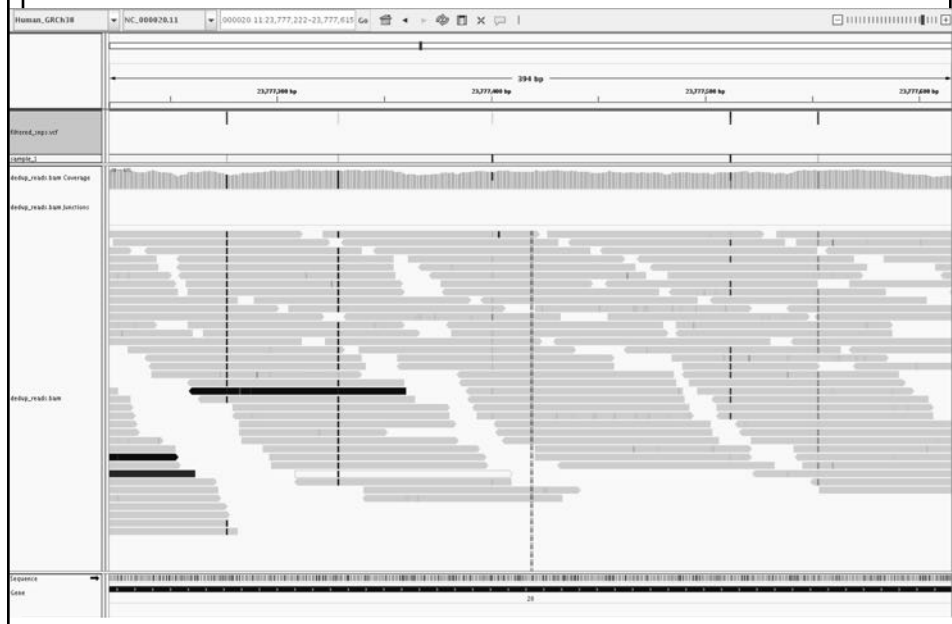 Human_GRCh38 NC_000020.11 000020.11:23,777,222-23,777,615 Go
394 bp
23,777,300 bp 23,777,400 bp 23,777,500 bp 23,777,600 bp
filtered_snps.vcf
sample_1
dedup_reads.bam Coverage
dedup_reads.bam Junctions
dedup_reads.bam
Sequence
Gene
20